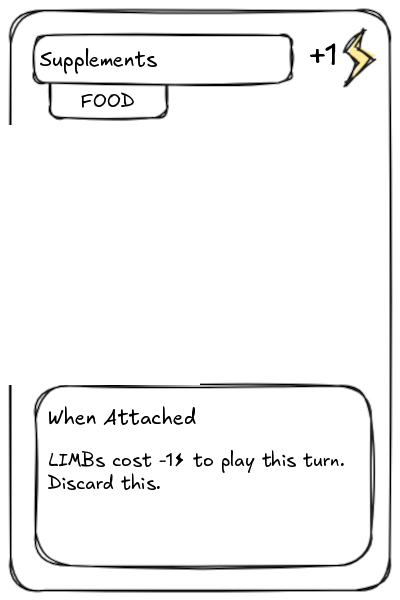 Supplements
+1⚡
FOOD
When Attached
LIMBs cost -1⚡ to play this turn.
Discard this.